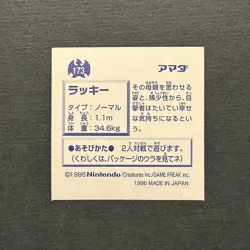 173
ラッキー
タイプ:ノーマル
身長:1.1m
体重:34.6kg
アマダ
その母親を思わせる
姿と、稀少性から、目
撃者はたいてい幸せ
な気持ちになるとい
う。
●あそびかた● 2人対戦で遊びます。
(くわしくは、パッケージのウラを見てネ)
©1995 Nintendo/Creatures inc./GAME FREAK inc.
1996 MADE IN JAPAN